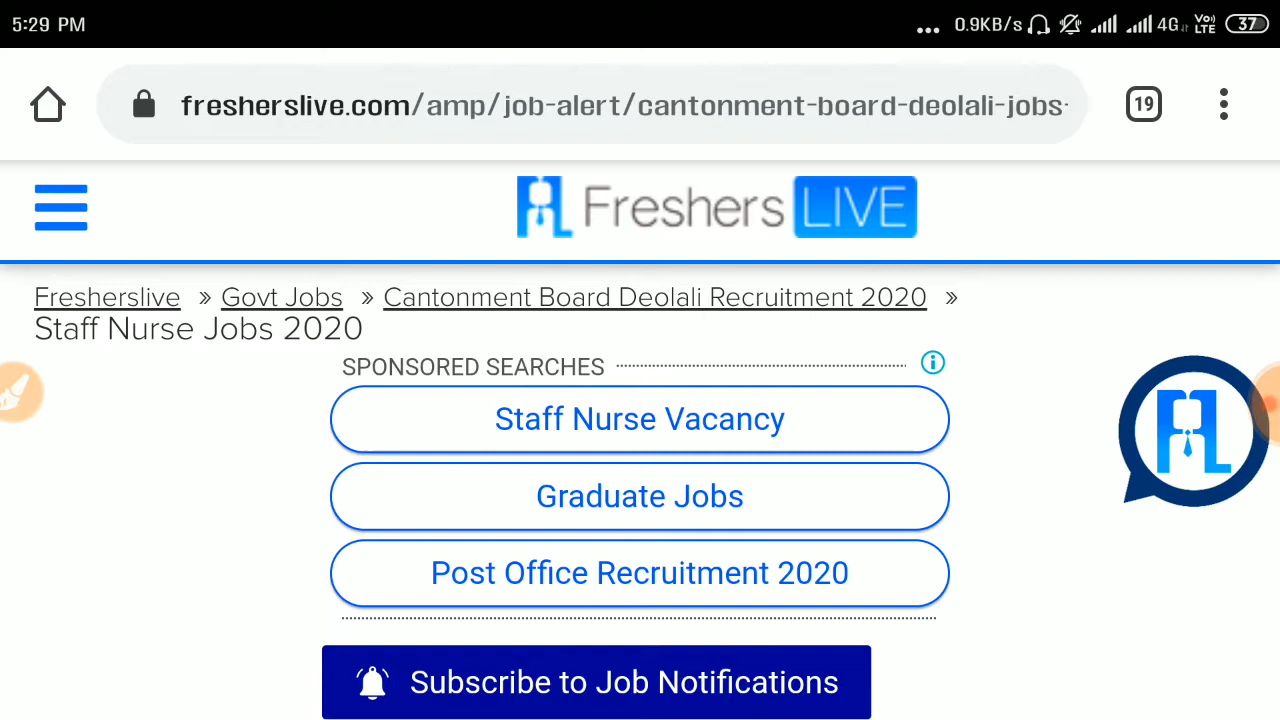 5:29 PM ... 0.9KB/s 4G Vo)) LTE 37
fresherslive.com/amp/job-alert/cantonment-board-deolali-jobs- 19
Freshers LIVE
Fresherslive » Govt Jobs » Cantonment Board Deolali Recruitment 2020 »
Staff Nurse Jobs 2020
SPONSORED SEARCHES
Staff Nurse Vacancy
Graduate Jobs
Post Office Recruitment 2020
Subscribe to Job Notifications